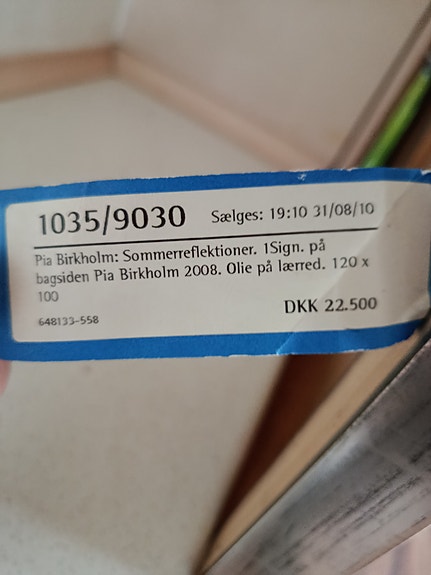 1035/9030 Sælges: 19:10 31/08/10
Pia Birkholm: Sommerreflektioner. 1Sign. på
bagsiden Pia Birkholm 2008. Olie på lærred. 120 x
100
DKK 22.500
648133-558